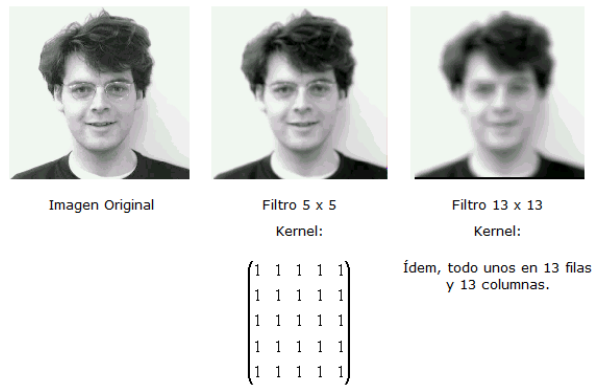 Imagen Original
Filtro 5 x 5
Kernel:
1 1 1 1 1
1 1 1 1 1
1 1 1 1 1
1 1 1 1 1
1 1 1 1 1
Filtro 13 x 13
Kernel:
Ídem, todo unos en 13 filas
y 13 columnas.